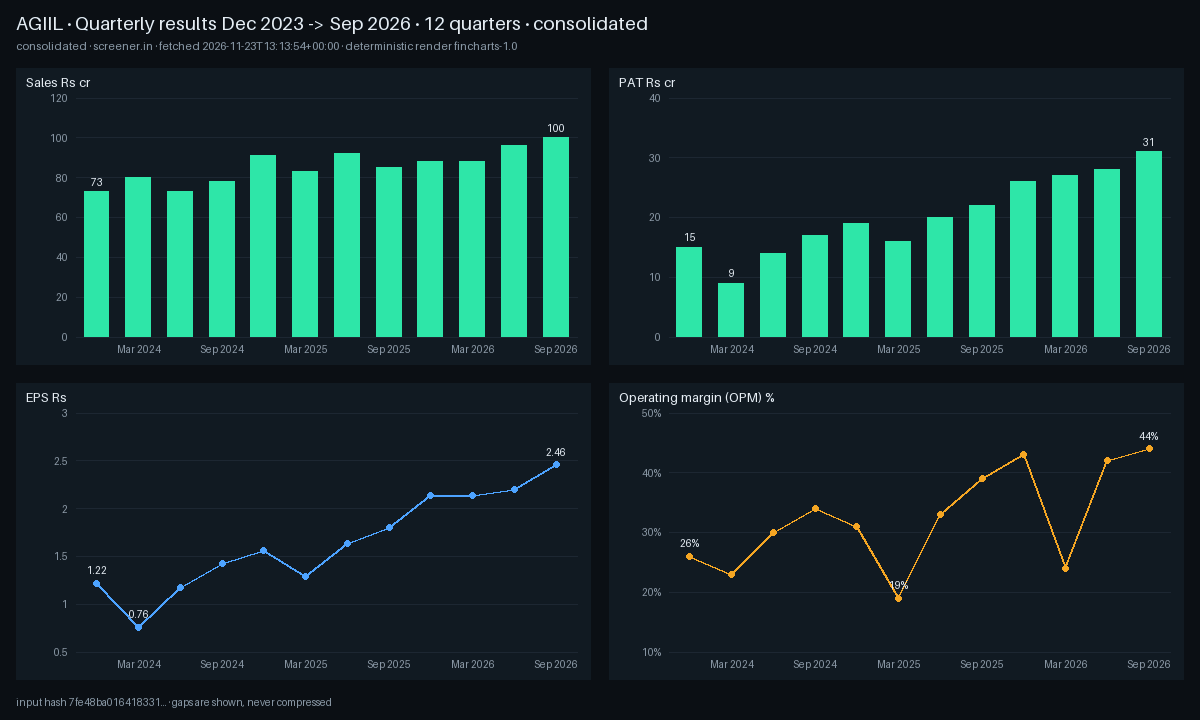 AGIIL · Quarterly results Dec 2023 -> Sep 2026 · 12 quarters · consolidated
consolidated · screener.in · fetched 2026-11-23T13:13:54+00:00 · deterministic render fincharts-1.0
Sales Rs cr
120
100
80
60
40
20
0
73
100
Mar 2024
Sep 2024
Mar 2025
Sep 2025
Mar 2026
Sep 2026
PAT Rs cr
40
30
20
10
0
15
9
31
Mar 2024
Sep 2024
Mar 2025
Sep 2025
Mar 2026
Sep 2026
EPS Rs
3
2.5
2
1.5
1
0.5
1.22
0.76
2.46
Mar 2024
Sep 2024
Mar 2025
Sep 2025
Mar 2026
Sep 2026
Operating margin (OPM) %
50%
40%
30%
20%
10%
26%
19%
44%
Mar 2024
Sep 2024
Mar 2025
Sep 2025
Mar 2026
Sep 2026
input hash 7fe48ba016418331… · gaps are shown, never compressed